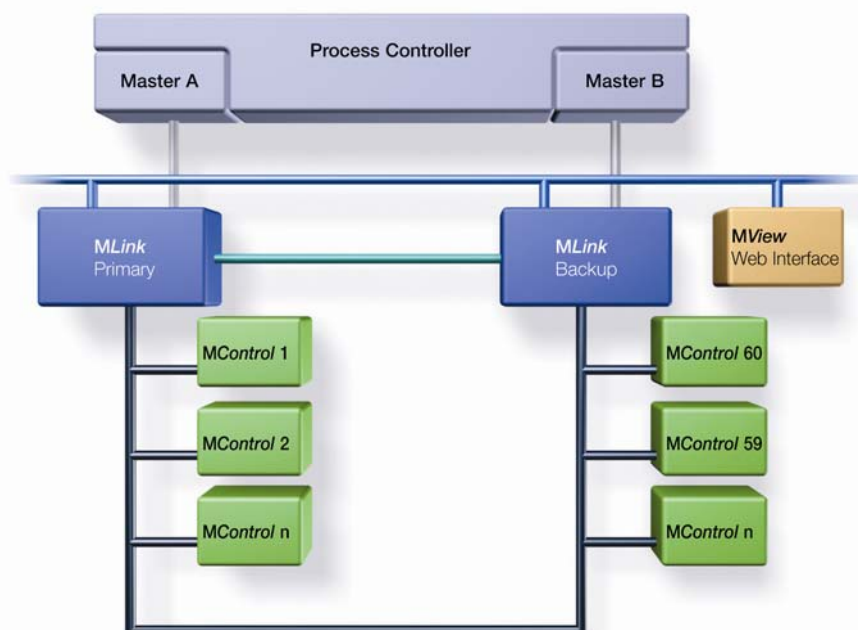 Process Controller
Master A
Master B
MLink
Primary
MLink
Backup
MView
Web Interface
MControl 1
MControl 60
MControl 2
MControl 59
MControl n
MControl n